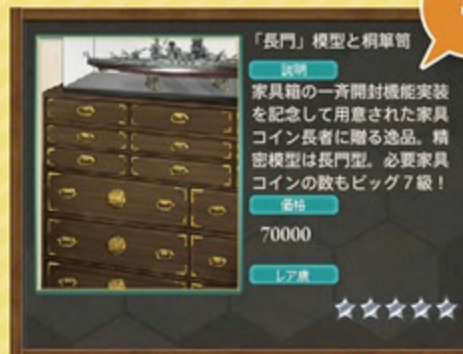 「長門」模型と桐箪笥
説明
家具箱の一斉開封機能実装
を記念して用意された家具
コイン長者に贈る逸品。精
密模型は長門型。必要家具
コインの数もビッグ7級！
価格
70000
レア度